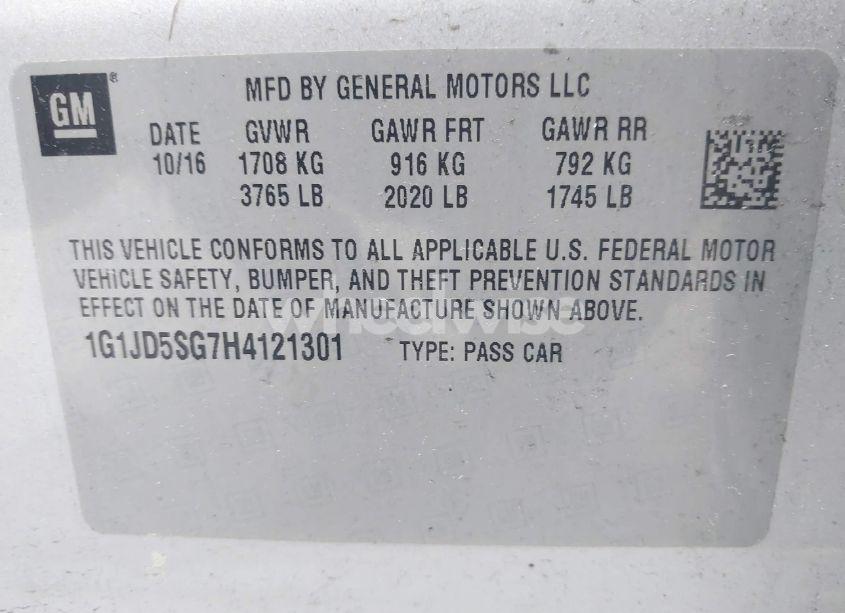 GM®
MFD BY GENERAL MOTORS LLC
DATE GVWR GAWR FRT GAWR RR
10/16 1708 KG 916 KG 792 KG
3765 LB 2020 LB 1745 LB
THIS VEHICLE CONFORMS TO ALL APPLICABLE U.S. FEDERAL MOTOR
VEHICLE SAFETY, BUMPER, AND THEFT PREVENTION STANDARDS IN
EFFECT ON THE DATE OF MANUFACTURE SHOWN ABOVE.
wheelwise
1G1JD5SG7H4121301 TYPE: PASS CAR